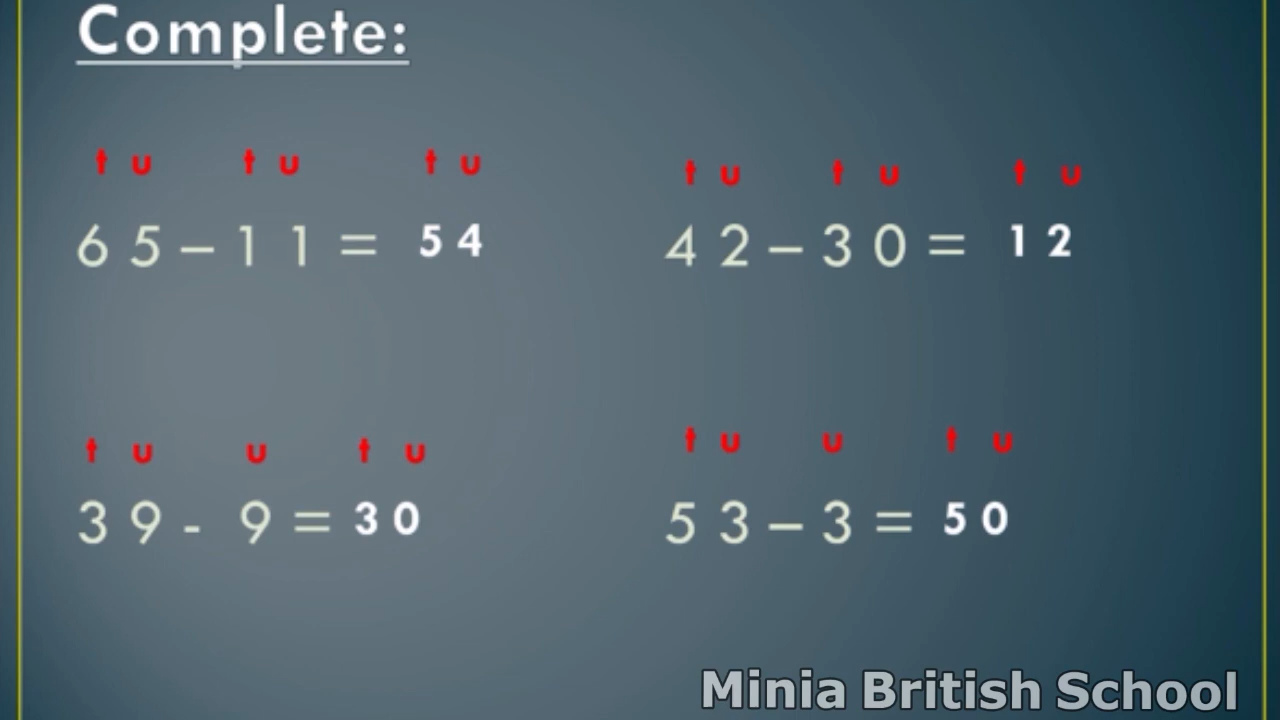 Complete:
t u t u t u t u t u t u
6 5 – 1 1 = 5 4 4 2 – 3 0 = 1 2
t u u t u t u u t u
3 9 - 9 = 3 0 5 3 – 3 = 5 0
Minia British School